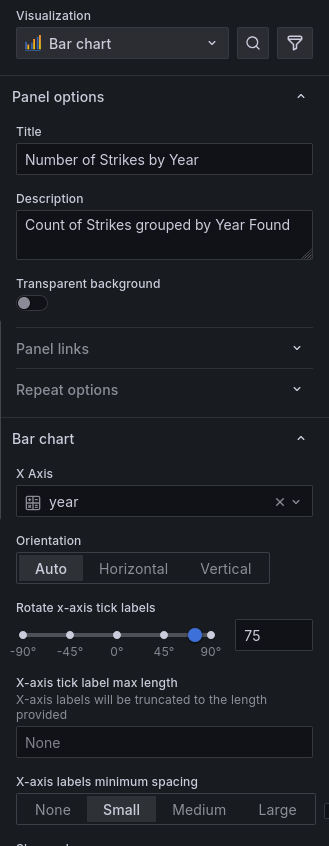 Visualization
Bar chart
Panel options
Title
Number of Strikes by Year
Description
Count of Strikes grouped by Year Found
Transparent background
Panel links
Repeat options
Bar chart
X Axis
year
Orientation
Auto Horizontal Vertical
Rotate x-axis tick labels
75
-90° -45° 0° 45° 90°
X-axis tick label max length
X-axis labels will be truncated to the length
provided
None
X-axis labels minimum spacing
None Small Medium Large